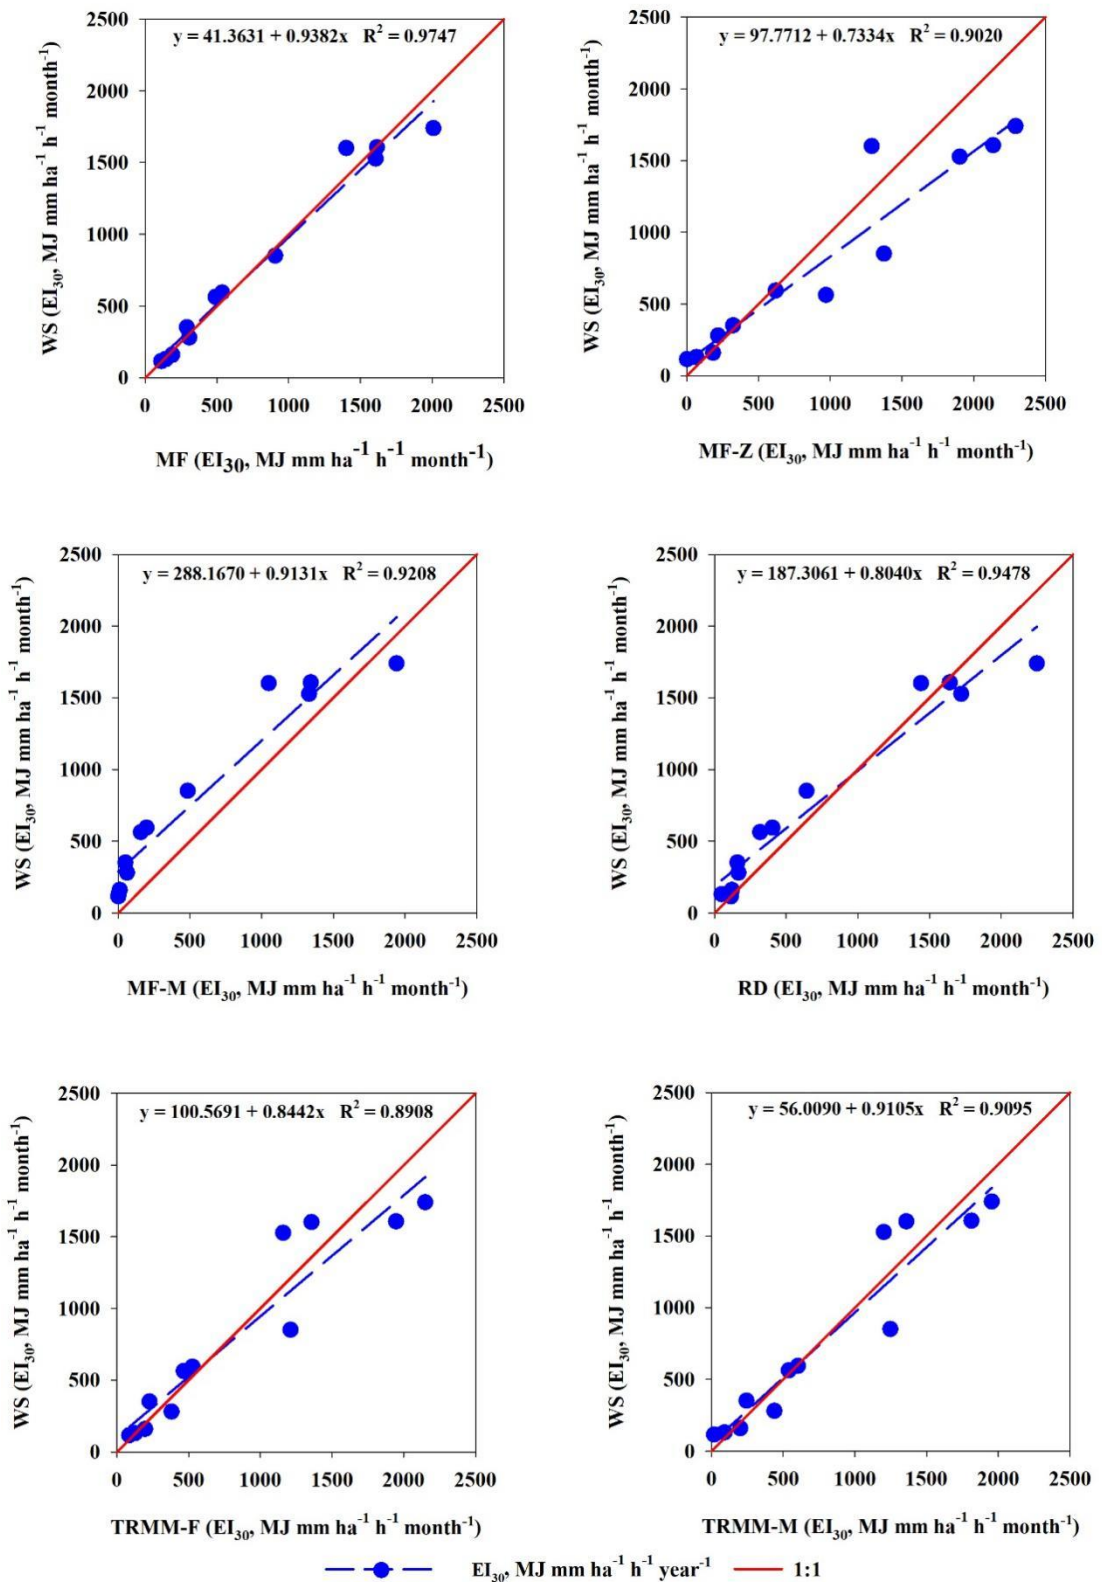 y = 41.3631 + 0.9382x R² = 0.9747
WS (EI₃₀, MJ mm ha⁻¹ h⁻¹ month⁻¹)
2500
2000
1500
1000
500
0
0 500 1000 1500 2000 2500
MF (EI₃₀, MJ mm ha⁻¹ h⁻¹ month⁻¹)
y = 97.7712 + 0.7334x R² = 0.9020
WS (EI₃₀, MJ mm ha⁻¹ h⁻¹ month⁻¹)
2500
2000
1500
1000
500
0
0 500 1000 1500 2000 2500
MF-Z (EI₃₀, MJ mm ha⁻¹ h⁻¹ month⁻¹)
y = 288.1670 + 0.9131x R² = 0.9208
WS (EI₃₀, MJ mm ha⁻¹ h⁻¹ month⁻¹)
2500
2000
1500
1000
500
0
0 500 1000 1500 2000 2500
MF-M (EI₃₀, MJ mm ha⁻¹ h⁻¹ month⁻¹)
y = 187.3061 + 0.8040x R² = 0.9478
WS (EI₃₀, MJ mm ha⁻¹ h⁻¹ month⁻¹)
2500
2000
1500
1000
500
0
0 500 1000 1500 2000 2500
RD (EI₃₀, MJ mm ha⁻¹ h⁻¹ month⁻¹)
y = 100.5691 + 0.8442x R² = 0.8908
WS (EI₃₀, MJ mm ha⁻¹ h⁻¹ month⁻¹)
2500
2000
1500
1000
500
0
0 500 1000 1500 2000 2500
TRMM-F (EI₃₀, MJ mm ha⁻¹ h⁻¹ month⁻¹)
y = 56.0090 + 0.9105x R² = 0.9095
WS (EI₃₀, MJ mm ha⁻¹ h⁻¹ month⁻¹)
2500
2000
1500
1000
500
0
0 500 1000 1500 2000 2500
TRMM-M (EI₃₀, MJ mm ha⁻¹ h⁻¹ month⁻¹)
EI₃₀, MJ mm ha⁻¹ h⁻¹ year⁻¹ 1:1